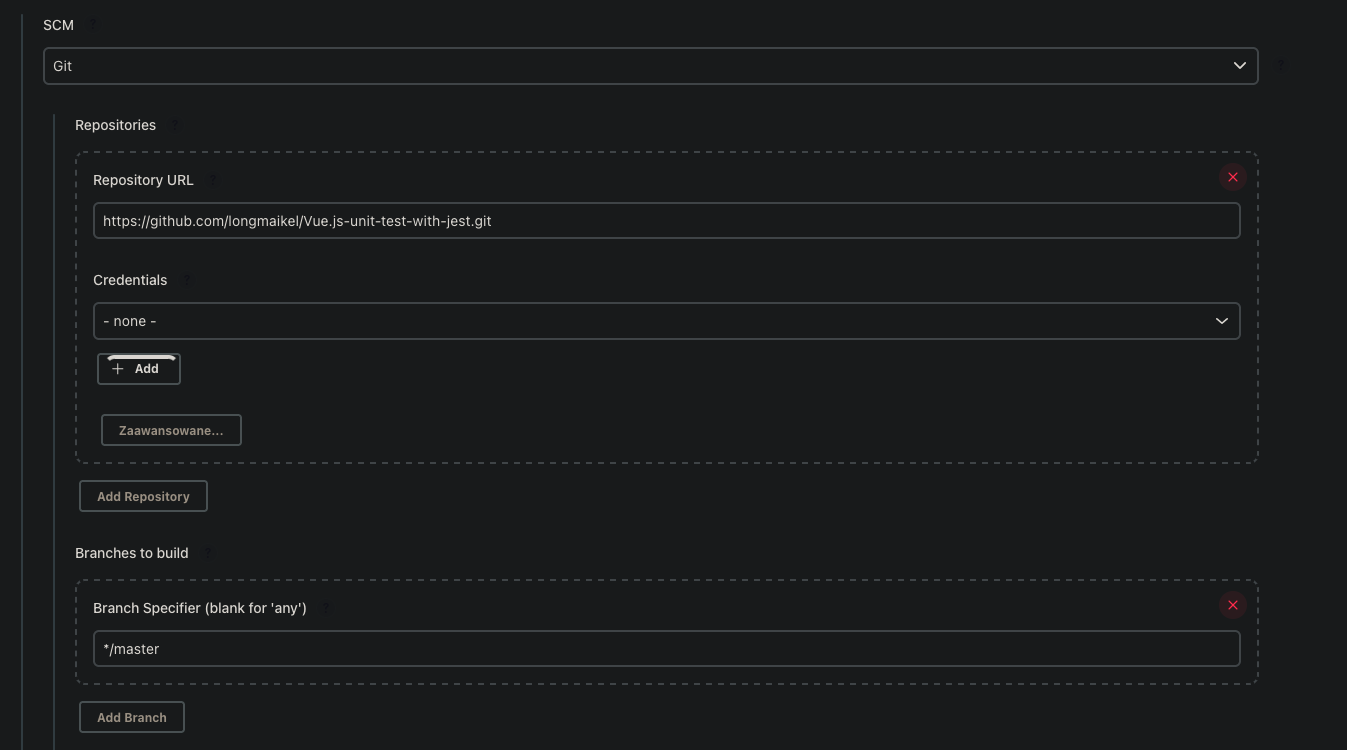 SCM ?
Git
?
Repositories ?
Repository URL ?
https://github.com/longmaikel/Vue.js-unit-test-with-jest.git
Credentials ?
- none -
Add
Zaawansowane...
Add Repository
Branches to build ?
Branch Specifier (blank for 'any') ?
*/master
Add Branch